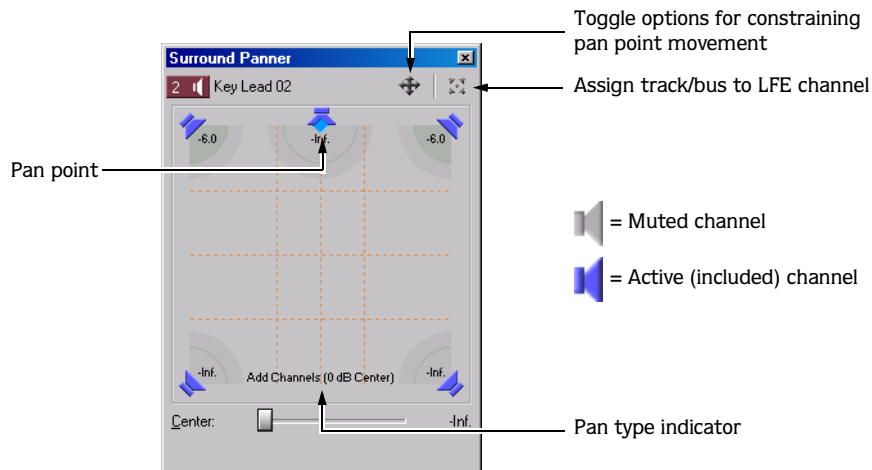 Toggle options for constraining
pan point movement
Surround Panner
2 Key Lead 02
Assign track/bus to LFE channel
-6.0 -Inf. -6.0
Pan point
= Muted channel
= Active (included) channel
-Inf. Add Channels (0 dB Center) -Inf.
Center: -Inf.
Pan type indicator